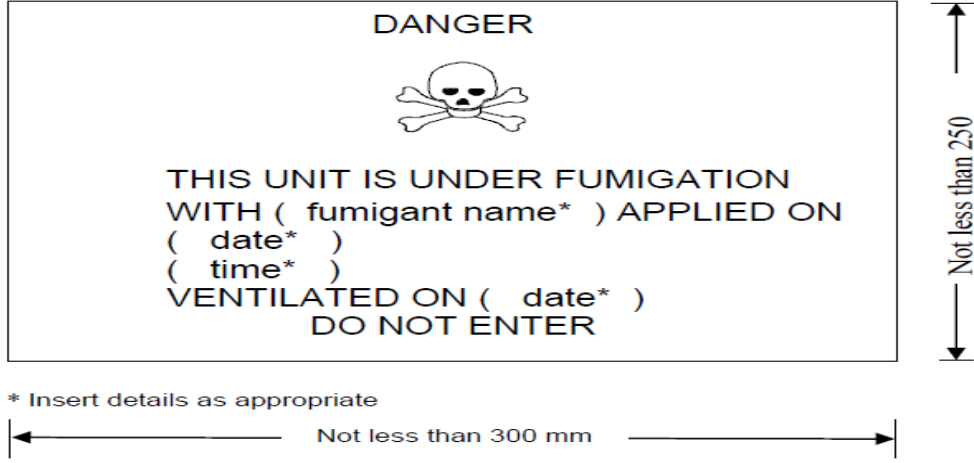 DANGER
THIS UNIT IS UNDER FUMIGATION
WITH ( fumigant name* ) APPLIED ON
( date* )
( time* )
VENTILATED ON ( date* )
DO NOT ENTER
Not less than 250
* Insert details as appropriate
Not less than 300 mm